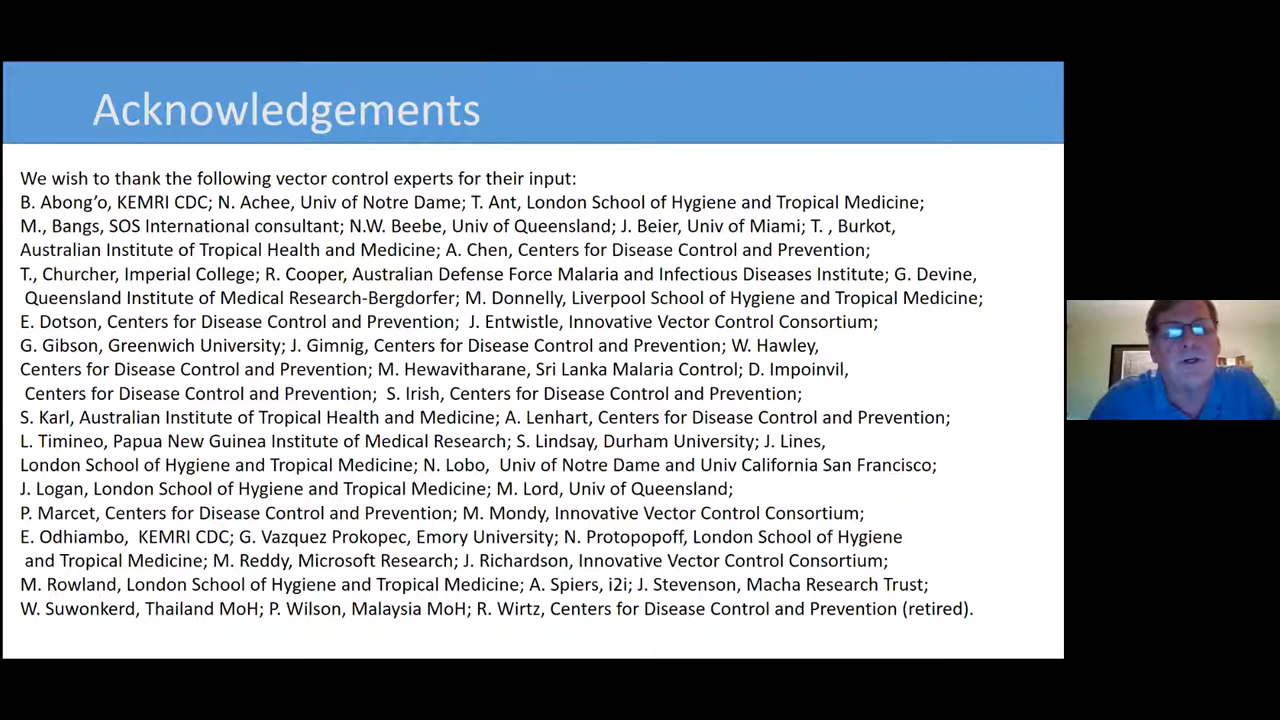 Acknowledgements
We wish to thank the following vector control experts for their input:
B. Abong’o, KEMRI CDC; N. Achee, Univ of Notre Dame; T. Ant, London School of Hygiene and Tropical Medicine;
M., Bangs, SOS International consultant; N.W. Beebe, Univ of Queensland; J. Beier, Univ of Miami; T. , Burkot,
Australian Institute of Tropical Health and Medicine; A. Chen, Centers for Disease Control and Prevention;
T., Churcher, Imperial College; R. Cooper, Australian Defense Force Malaria and Infectious Diseases Institute; G. Devine,
Queensland Institute of Medical Research-Bergdorfer; M. Donnelly, Liverpool School of Hygiene and Tropical Medicine;
E. Dotson, Centers for Disease Control and Prevention; J. Entwistle, Innovative Vector Control Consortium;
G. Gibson, Greenwich University; J. Gimnig, Centers for Disease Control and Prevention; W. Hawley,
Centers for Disease Control and Prevention; M. Hewavitharane, Sri Lanka Malaria Control; D. Impoinvil,
Centers for Disease Control and Prevention; S. Irish, Centers for Disease Control and Prevention;
S. Karl, Australian Institute of Tropical Health and Medicine; A. Lenhart, Centers for Disease Control and Prevention;
L. Timineo, Papua New Guinea Institute of Medical Research; S. Lindsay, Durham University; J. Lines,
London School of Hygiene and Tropical Medicine; N. Lobo, Univ of Notre Dame and Univ California San Francisco;
J. Logan, London School of Hygiene and Tropical Medicine; M. Lord, Univ of Queensland;
P. Marcet, Centers for Disease Control and Prevention; M. Mondy, Innovative Vector Control Consortium;
E. Odhiambo, KEMRI CDC; G. Vazquez Prokopec, Emory University; N. Protopopoff, London School of Hygiene
and Tropical Medicine; M. Reddy, Microsoft Research; J. Richardson, Innovative Vector Control Consortium;
M. Rowland, London School of Hygiene and Tropical Medicine; A. Spiers, i2i; J. Stevenson, Macha Research Trust;
W. Suwonkerd, Thailand MoH; P. Wilson, Malaysia MoH; R. Wirtz, Centers for Disease Control and Prevention (retired).